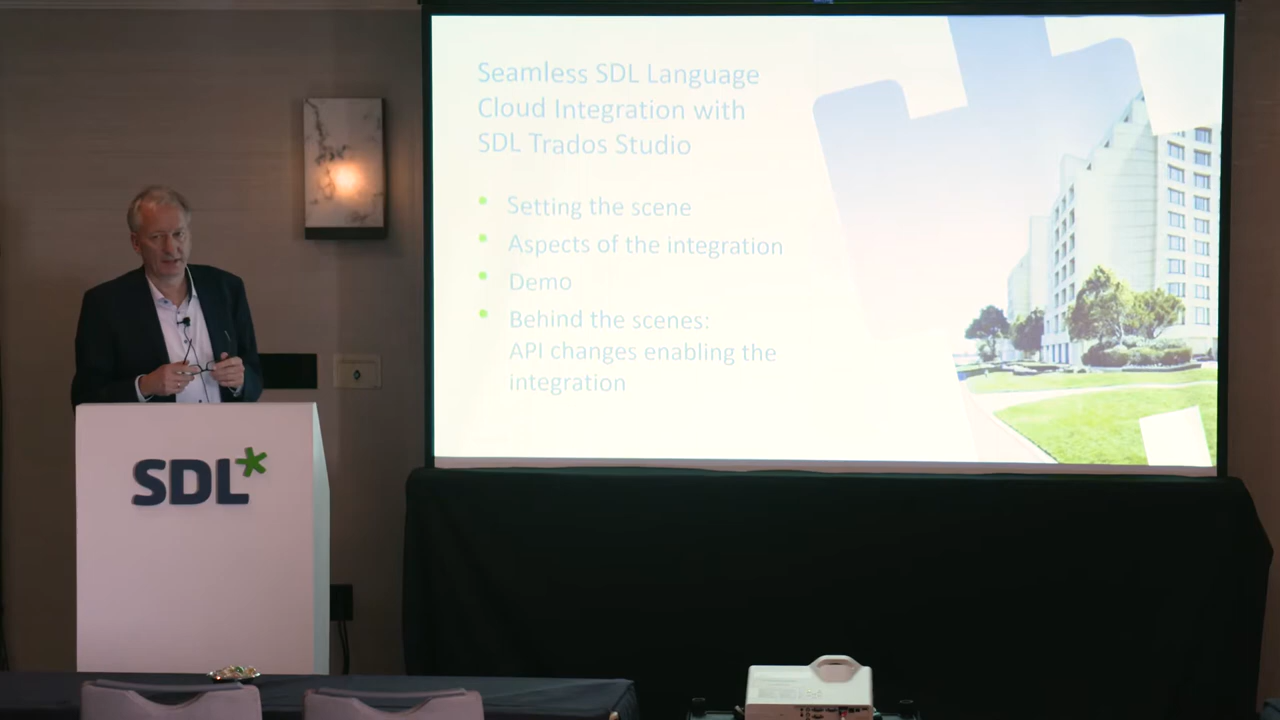 Seamless SDL Language
Cloud Integration with
SDL Trados Studio
Setting the scene
Aspects of the integration
Demo
Behind the scenes:
API changes enabling the
integration
SDL*